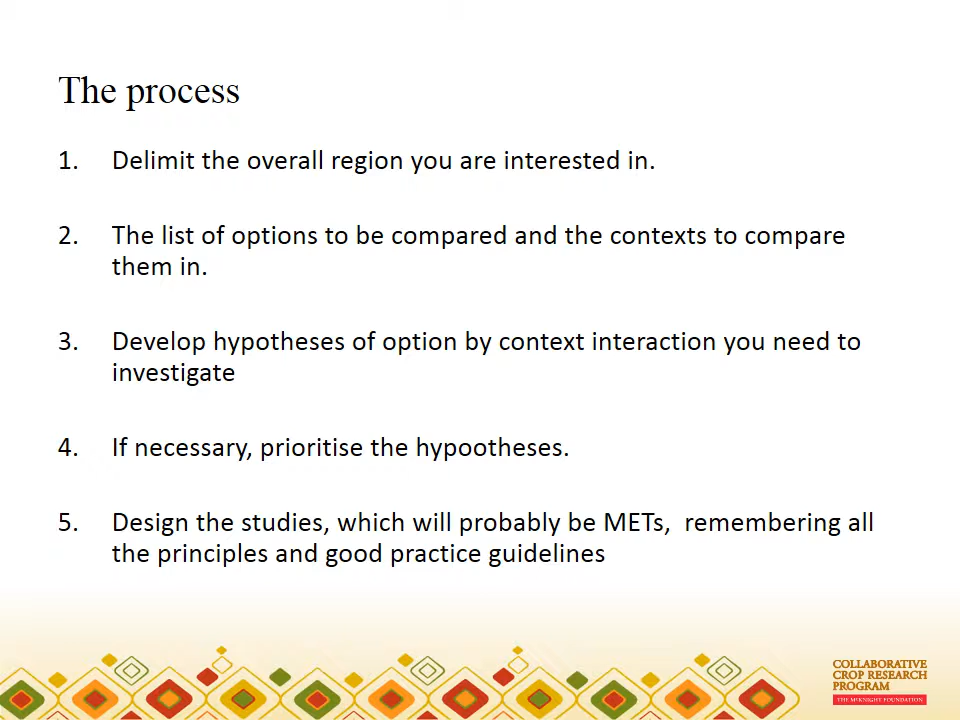 The process
1. Delimit the overall region you are interested in.
2. The list of options to be compared and the contexts to compare
them in.
3. Develop hypotheses of option by context interaction you need to
investigate
4. If necessary, prioritise the hypootheses.
5. Design the studies, which will probably be METs,  remembering all
the principles and good practice guidelines
COLLABORATIVE
CROP RESEARCH
PROGRAM
THE McKNIGHT FOUNDATION